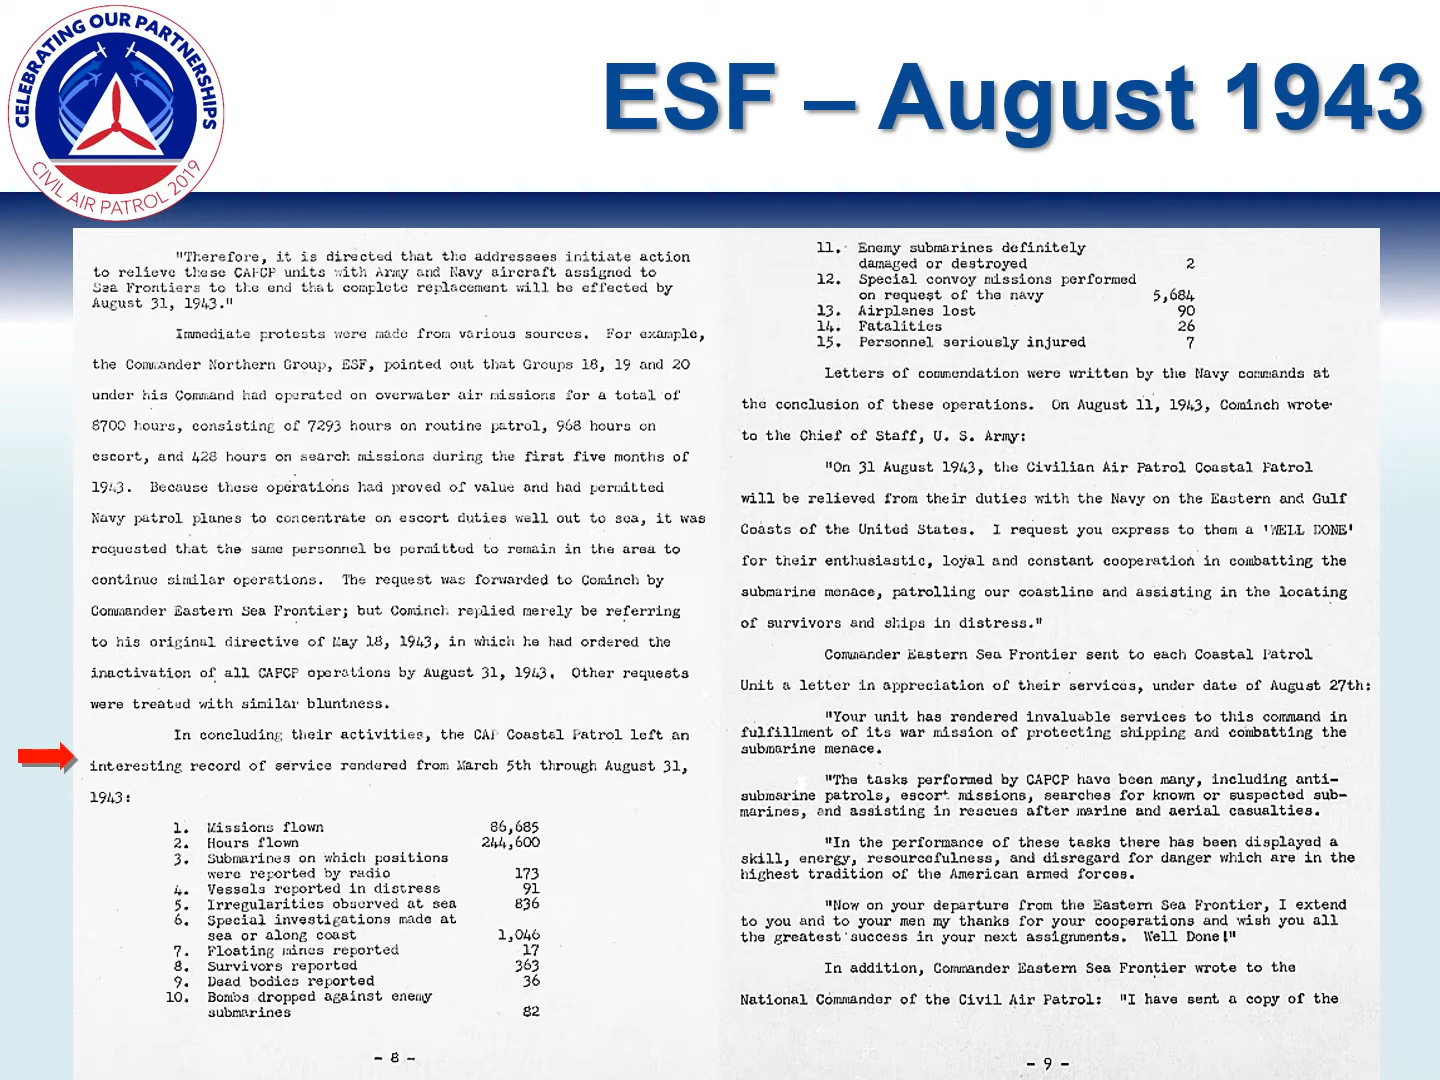 CELEBRATING OUR PARTNERSHIPS
CIVIL AIR PATROL 2019
ESF – August 1943
"Therefore, it is directed that the addressees initiate action
to relieve these CAPCP units with Army and Navy aircraft assigned to
Sea Frontiers to the end that complete replacement will be effected by
August 31, 1943."
Immediate protests were made from various sources. For example,
the Commander Northern Group, ESF, pointed out that Groups 18, 19 and 20
under his Command had operated on overwater air missions for a total of
8700 hours, consisting of 7293 hours on routine patrol, 968 hours on
escort, and 428 hours on search missions during the first five months of
1943. Because these operations had proved of value and had permitted
Navy patrol planes to concentrate on escort duties well out to sea, it was
requested that the same personnel be permitted to remain in the area to
continue similar operations. The request was forwarded to Cominch by
Commander Eastern Sea Frontier; but Cominch replied merely be referring
to his original directive of May 18, 1943, in which he had ordered the
inactivation of all CAPCP operations by August 31, 1943. Other requests
were treated with similar bluntness.
In concluding their activities, the CAP Coastal Patrol left an
interesting record of service rendered from March 5th through August 31,
1943:
1. Missions flown 86,685
2. Hours flown 244,600
3. Submarines on which positions
were reported by radio 173
4. Vessels reported in distress 91
5. Irregularities observed at sea 836
6. Special investigations made at
sea or along coast 1,046
7. Floating mines reported 17
8. Survivors reported 363
9. Dead bodies reported 36
10. Bombs dropped against enemy
submarines 82
- 8 -
11. Enemy submarines definitely
damaged or destroyed 2
12. Special convoy missions performed
on request of the navy 5,684
13. Airplanes lost 90
14. Fatalities 26
15. Personnel seriously injured 7
Letters of commendation were written by the Navy commands at
the conclusion of these operations. On August 11, 1943, Cominch wrote
to the Chief of Staff, U. S. Army:
"On 31 August 1943, the Civilian Air Patrol Coastal Patrol
will be relieved from their duties with the Navy on the Eastern and Gulf
Coasts of the United States. I request you express to them a 'WELL DONE'
for their enthusiastic, loyal and constant cooperation in combatting the
submarine menace, patrolling our coastline and assisting in the locating
of survivors and ships in distress."
Commander Eastern Sea Frontier sent to each Coastal Patrol
Unit a letter in appreciation of their services, under date of August 27th:
"Your unit has rendered invaluable services to this command in
fulfillment of its war mission of protecting shipping and combatting the
submarine menace.
"The tasks performed by CAPCP have been many, including anti-
submarine patrols, escort missions, searches for known or suspected sub-
marines, and assisting in rescues after marine and aerial casualties.
"In the performance of these tasks there has been displayed a
skill, energy, resourcefulness, and disregard for danger which are in the
highest tradition of the American armed forces.
"Now on your departure from the Eastern Sea Frontier, I extend
to you and to your men my thanks for your cooperations and wish you all
the greatest success in your next assignments. Well Done!"
In addition, Commander Eastern Sea Frontier wrote to the
National Commander of the Civil Air Patrol: "I have sent a copy of the
- 9 -